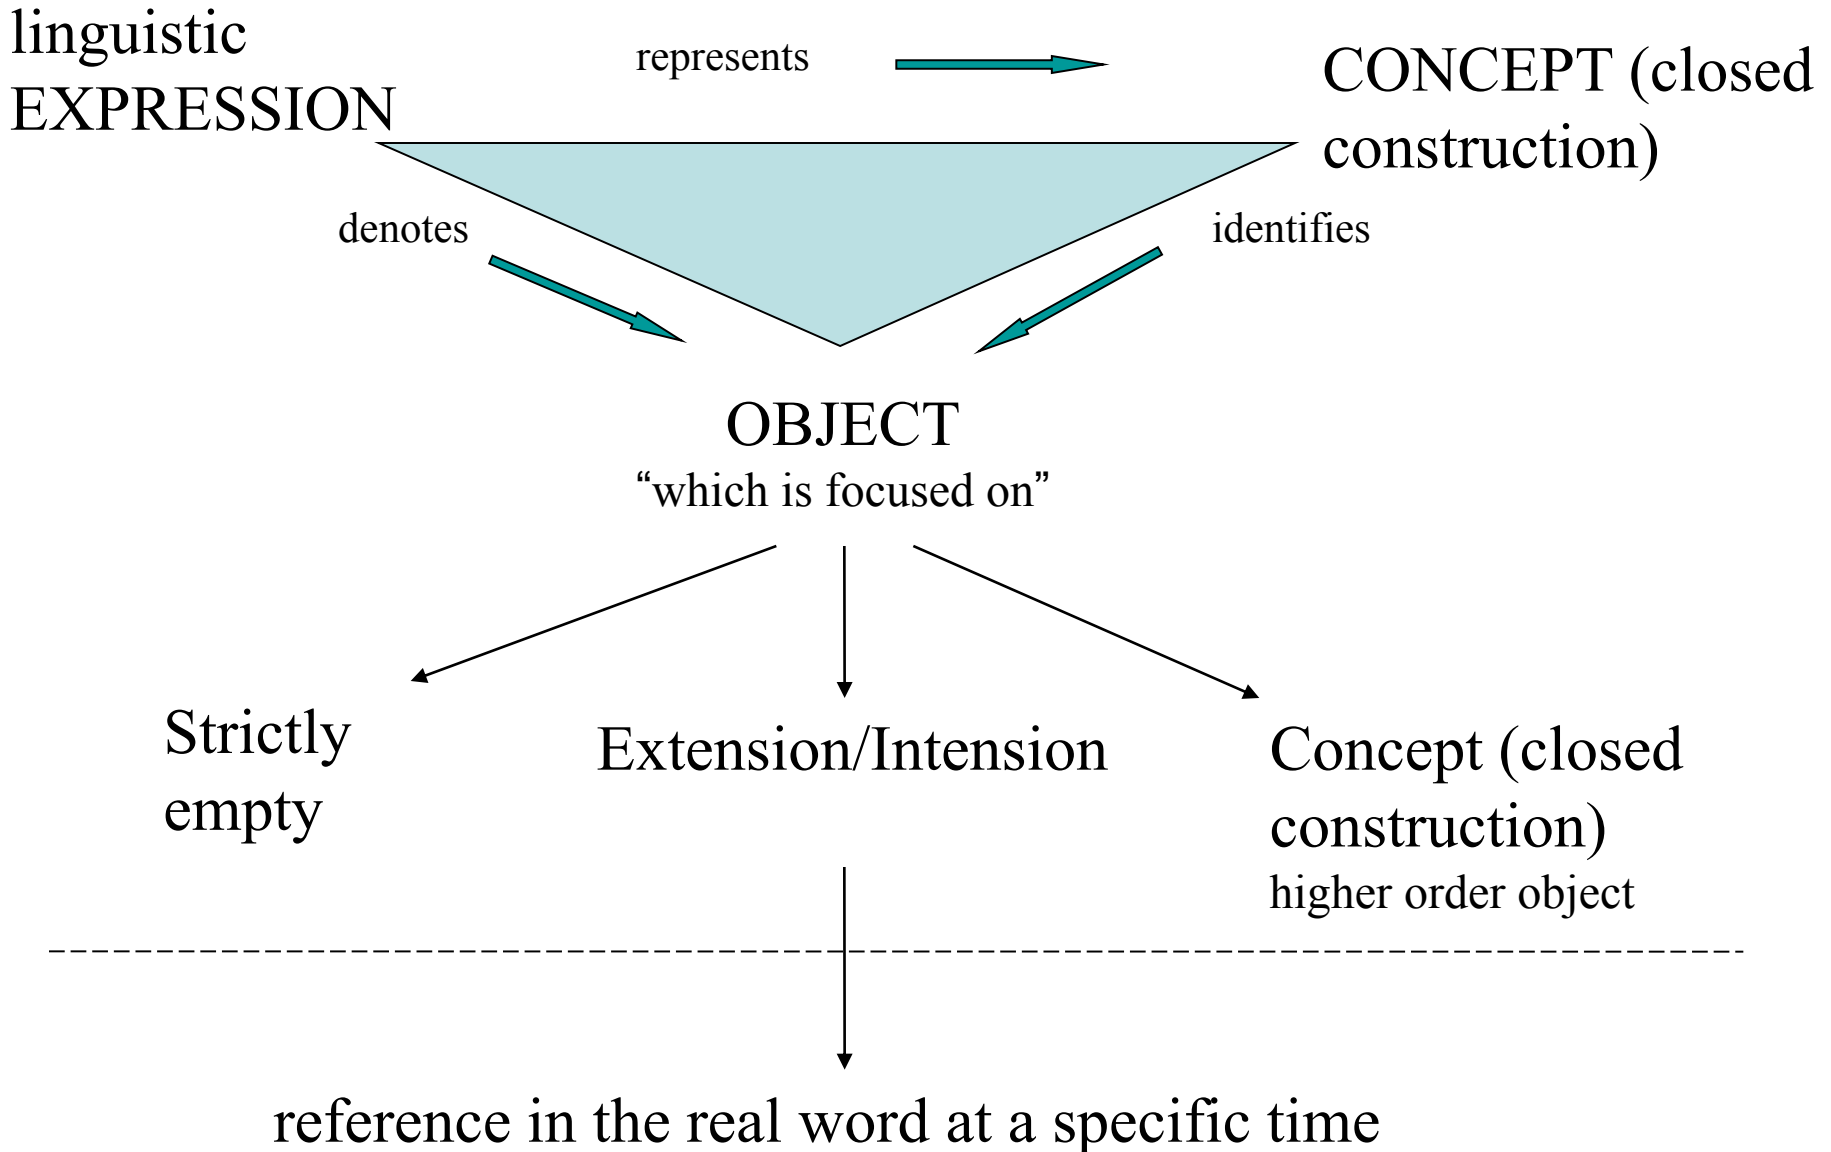 linguistic
EXPRESSION
represents
CONCEPT (closed
construction)
denotes
identifies
OBJECT
“which is focused on”
Strictly
empty
Extension/Intension
Concept (closed
construction)
higher order object
reference in the real word at a specific time